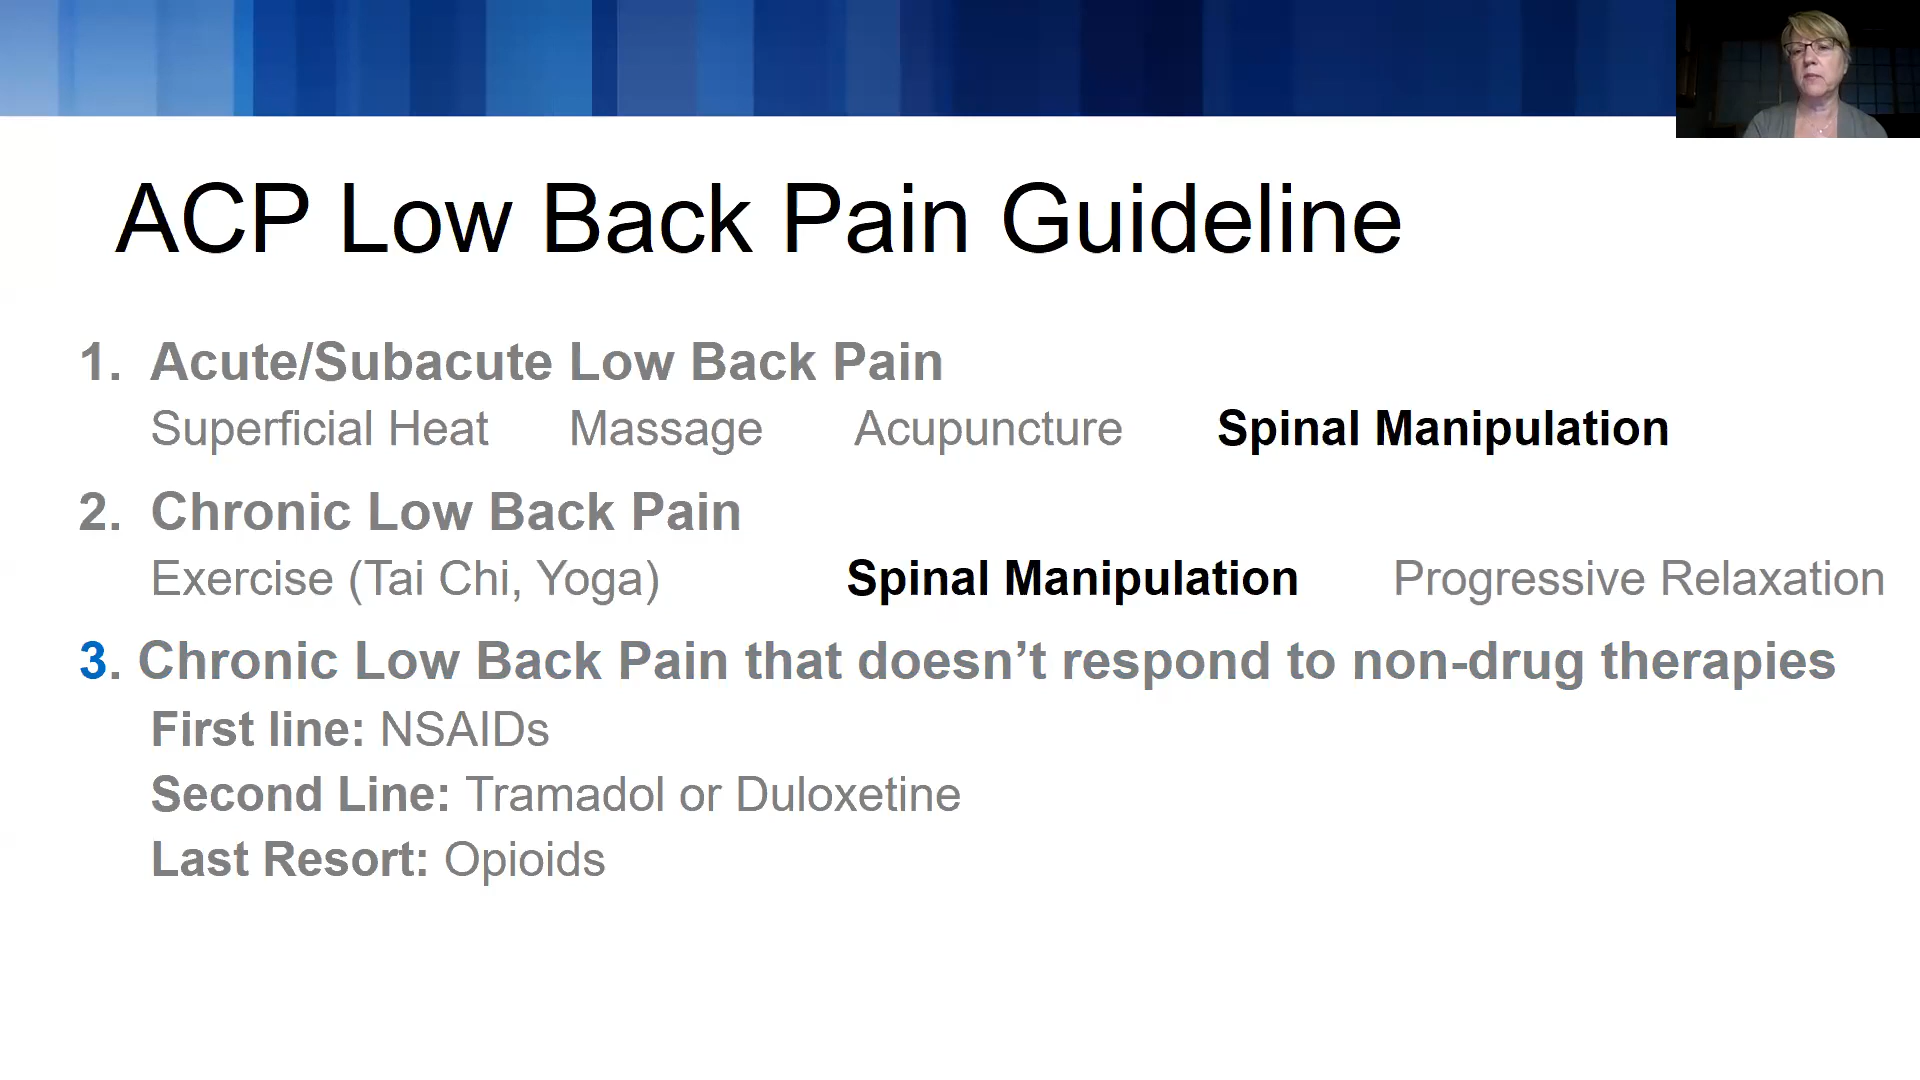 ACP Low Back Pain Guideline
1. Acute/Subacute Low Back Pain
Superficial Heat Massage Acupuncture Spinal Manipulation
2. Chronic Low Back Pain
Exercise (Tai Chi, Yoga) Spinal Manipulation Progressive Relaxation
3. Chronic Low Back Pain that doesn’t respond to non-drug therapies
First line: NSAIDs
Second Line: Tramadol or Duloxetine
Last Resort: Opioids